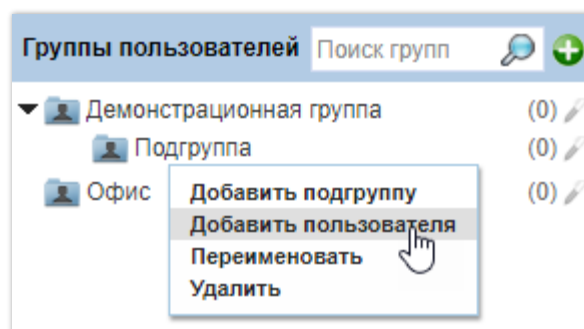 Группы пользователей Поиск групп
Демонстрационная группа (0)
Подгруппа (0)
Офис (0)
Добавить подгруппу
Добавить пользователя
Переименовать
Удалить